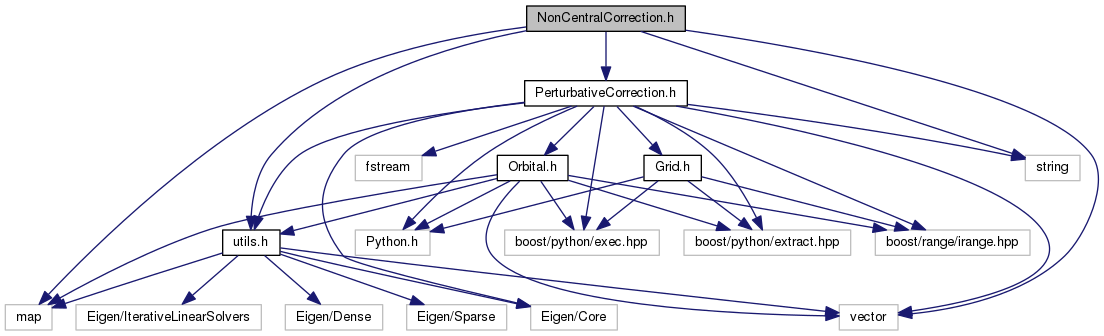 NonCentralCorrection.h
PerturbativeCorrection.h
fstream
Orbital.h
Grid.h
string
utils.h
Python.h
boost/python/exec.hpp
boost/python/extract.hpp
boost/range/irange.hpp
map
Eigen/IterativeLinearSolvers
Eigen/Dense
Eigen/Sparse
Eigen/Core
vector